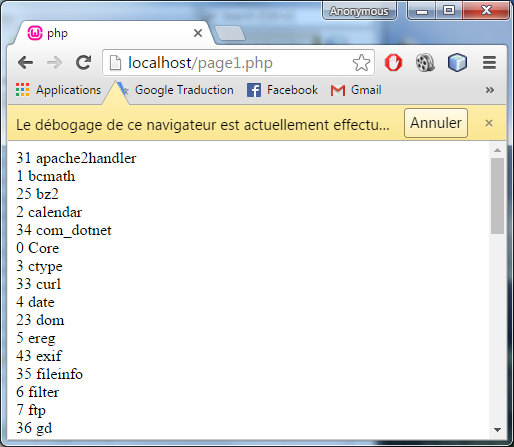 Anonymous
php
localhost/page1.php
Applications Google Traduction Facebook Gmail »
Le débogage de ce navigateur est actuellement effectu... Annuler
31 apache2handler
1 bcmath
25 bz2
2 calendar
34 com_dotnet
0 Core
3 ctype
33 curl
4 date
23 dom
5 ereg
43 exif
35 fileinfo
6 filter
7 ftp
36 gd